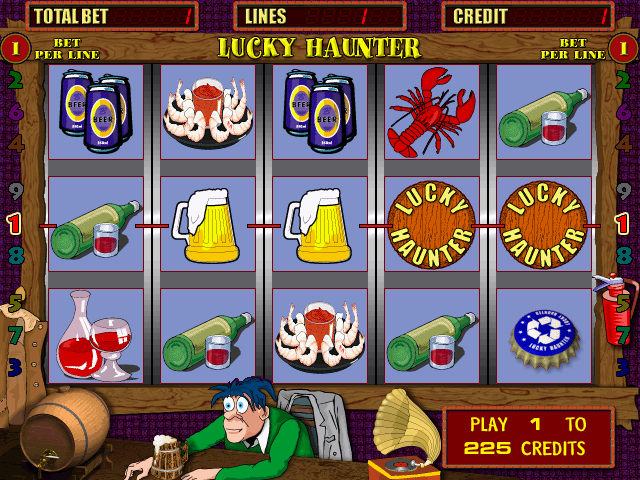 TOTAL BET
LINES
CREDIT
1
BET
PER LINE
LUCKY HAUNTER
BET
PER LINE
1
2
2
6
6
4
4
BEER
BEER
BEER
BEER
9
9
1
1
8
8
LUCKY
HAUNTER
LUCKY
HAUNTER
5
5
7
7
3
3
LUCKY HAUNTER
PLAY 1 TO
225 CREDITS